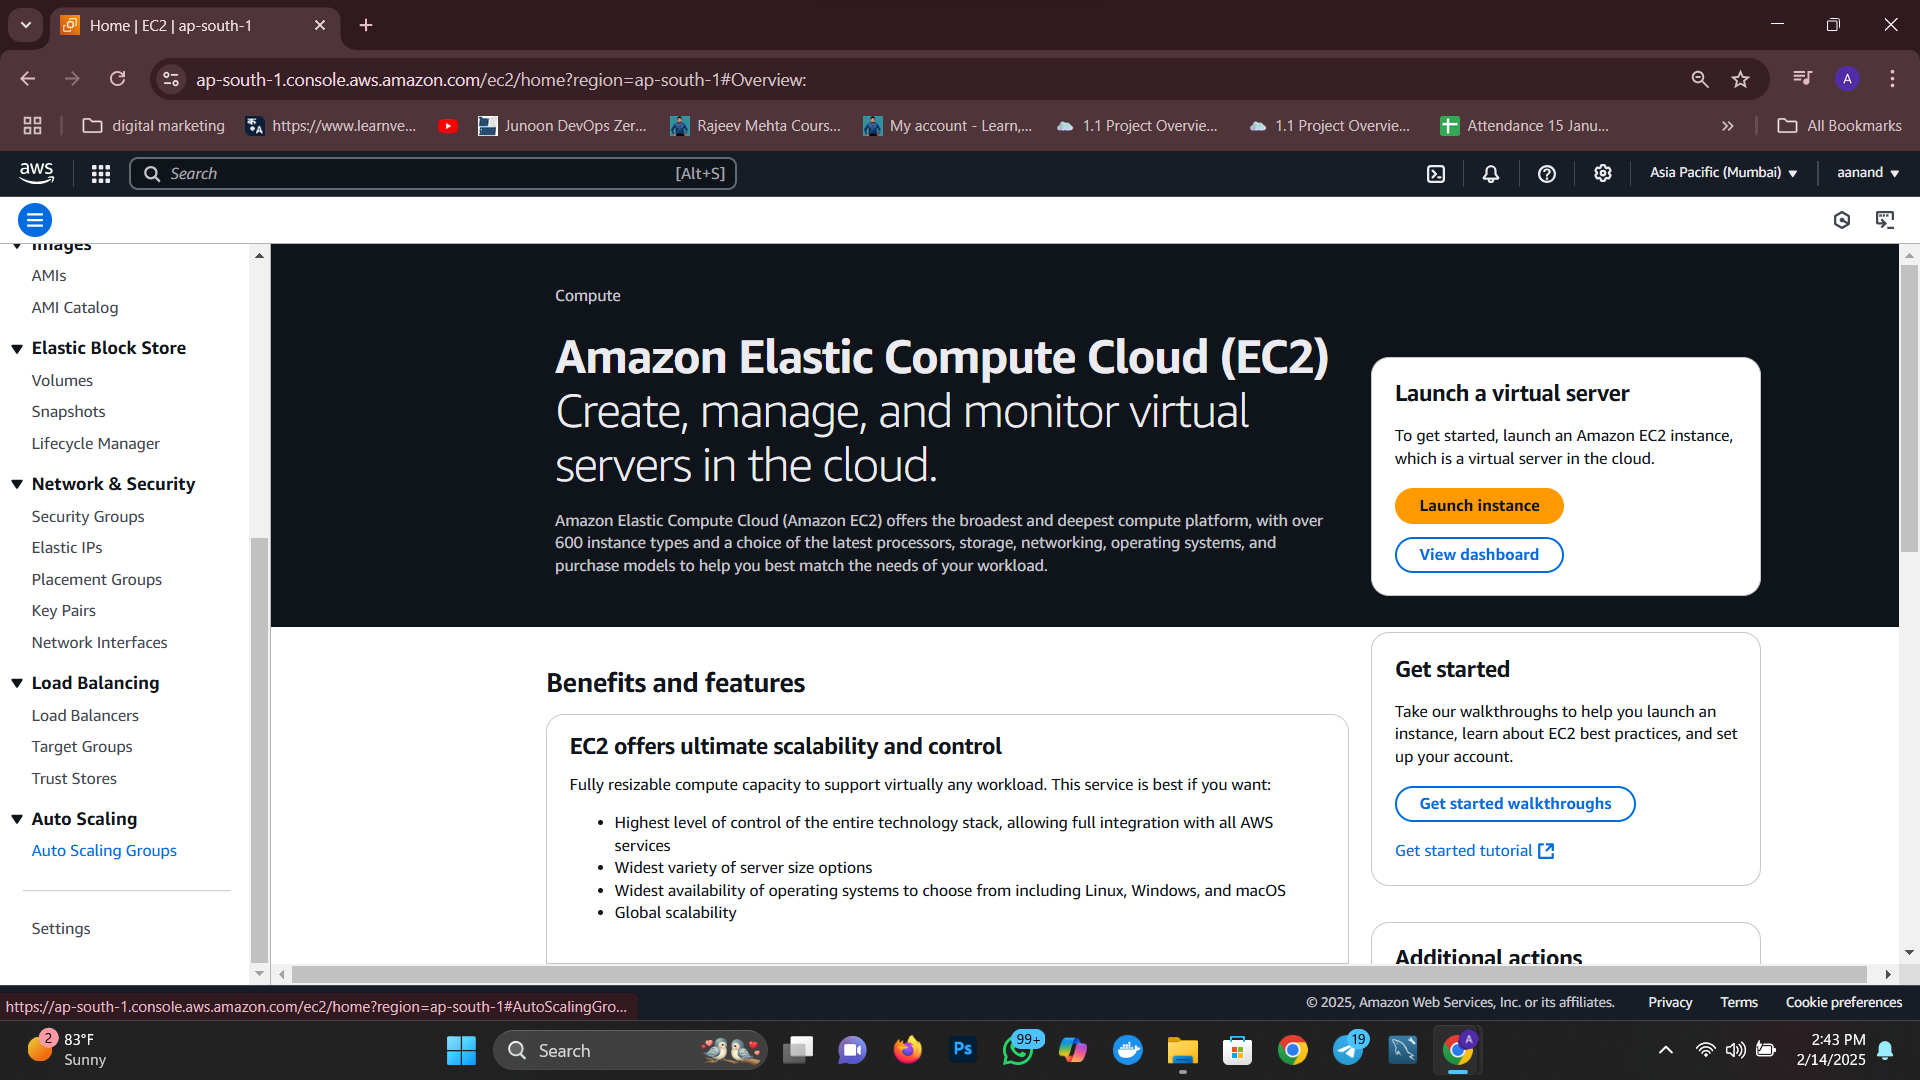 Home | EC2 | ap-south-1
ap-south-1.console.aws.amazon.com/ec2/home?region=ap-south-1#Overview:
A
digital marketing
https://www.learnve...
Junoon DevOps Zer...
Rajeev Mehta Cours...
My account - Learn,...
1.1 Project Overvie...
1.1 Project Overvie...
Attendance 15 Janu...
All Bookmarks
aws
Search
[Alt+S]
Asia Pacific (Mumbai)
aanand
Images
AMIs
AMI Catalog
Elastic Block Store
Volumes
Snapshots
Lifecycle Manager
Network & Security
Security Groups
Elastic IPs
Placement Groups
Key Pairs
Network Interfaces
Load Balancing
Load Balancers
Target Groups
Trust Stores
Auto Scaling
Auto Scaling Groups
Settings
Compute
Amazon Elastic Compute Cloud (EC2)
Create, manage, and monitor virtual
servers in the cloud.
Amazon Elastic Compute Cloud (Amazon EC2) offers the broadest and deepest compute platform, with over
600 instance types and a choice of the latest processors, storage, networking, operating systems, and
purchase models to help you best match the needs of your workload.
Launch a virtual server
To get started, launch an Amazon EC2 instance,
which is a virtual server in the cloud.
Launch instance
View dashboard
Benefits and features
EC2 offers ultimate scalability and control
Fully resizable compute capacity to support virtually any workload. This service is best if you want:
• Highest level of control of the entire technology stack, allowing full integration with all AWS
services
• Widest variety of server size options
• Widest availability of operating systems to choose from including Linux, Windows, and macOS
• Global scalability
Get started
Take our walkthroughs to help you launch an
instance, learn about EC2 best practices, and set
up your account.
Get started walkthroughs
Get started tutorial
Additional actions
https://ap-south-1.console.aws.amazon.com/ec2/home?region=ap-south-1#AutoScalingGro...
© 2025, Amazon Web Services, Inc. or its affiliates.
Privacy
Terms
Cookie preferences
2
83°F
Sunny
Search
Ps
99+
19
A
2:43 PM
2/14/2025